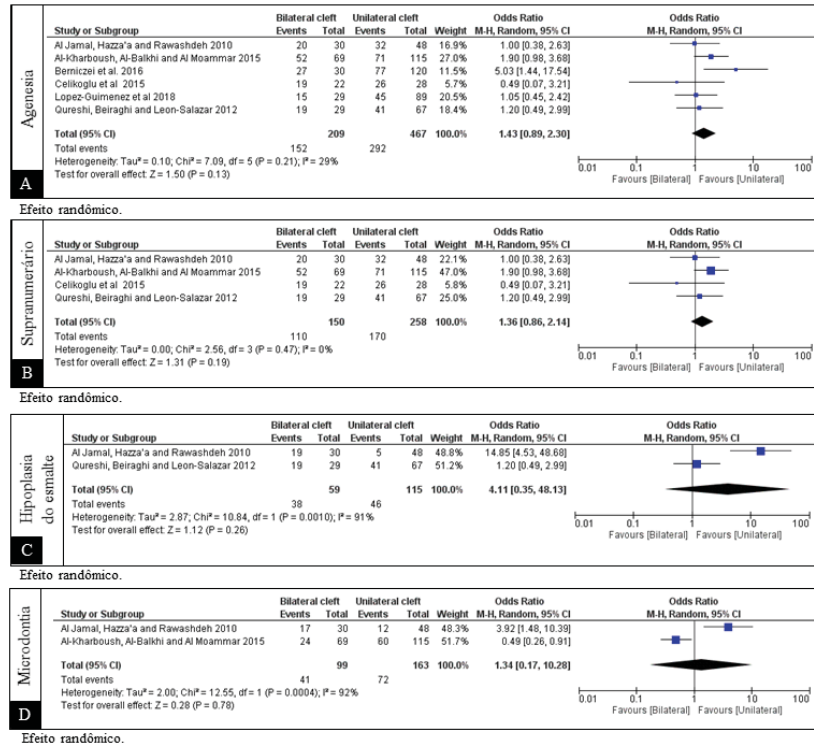 Agenesia
A
Bilateral cleft Unilateral cleft Odds Ratio Odds Ratio
Study or Subgroup Events Total Events Total Weight M-H, Random, 95% CI M-H, Random, 95% CI
Al Jamal, Hazza'a and Rawashdeh 2010 20 30 32 48 16.9% 1.00 [0.38, 2.63]
Al-Kharboush, Al-Balkhi and Al Moammar 2015 52 69 71 115 27.0% 1.90 [0.98, 3.68]
Berniczei et al. 2016 27 30 77 120 11.5% 5.03 [1.44, 17.54]
Celikoglu et al 2015 19 22 26 28 5.7% 0.49 [0.07, 3.21]
Lopez-Guimenez et al 2018 15 29 45 89 20.5% 1.05 [0.45, 2.42]
Qureshi, Beiraghi and Leon-Salazar 2012 19 29 41 67 18.4% 1.20 [0.49, 2.99]
Total (95% CI) 209 467 100.0% 1.43 [0.89, 2.30]
Total events 152 292
Heterogeneity: Tau² = 0.10; Chi² = 7.09, df = 5 (P = 0.21); I² = 29%
Test for overall effect: Z = 1.50 (P = 0.13)
0.01 0.1 1 10 100
Favours [Bilateral] Favours [Unilateral]
Efeito randômico.
Supranumerário
B
Bilateral cleft Unilateral cleft Odds Ratio Odds Ratio
Study or Subgroup Events Total Events Total Weight M-H, Random, 95% CI M-H, Random, 95% CI
Al Jamal, Hazza'a and Rawashdeh 2010 20 30 32 48 22.1% 1.00 [0.38, 2.63]
Al-Kharboush, Al-Balkhi and Al Moammar 2015 52 69 71 115 47.0% 1.90 [0.98, 3.68]
Celikoglu et al 2015 19 22 26 28 5.8% 0.49 [0.07, 3.21]
Qureshi, Beiraghi and Leon-Salazar 2012 19 29 41 67 25.0% 1.20 [0.49, 2.99]
Total (95% CI) 150 258 100.0% 1.36 [0.86, 2.14]
Total events 110 170
Heterogeneity: Tau² = 0.00; Chi² = 2.56, df = 3 (P = 0.47); I² = 0%
Test for overall effect: Z = 1.31 (P = 0.19)
0.01 0.1 1 10 100
Favours [Bilateral] Favours [Unilateral]
Efeito randômico.
Hipoplasia
do esmalte
C
Bilateral cleft Unilateral cleft Odds Ratio Odds Ratio
Study or Subgroup Events Total Events Total Weight M-H, Random, 95% CI M-H, Random, 95% CI
Al Jamal, Hazza'a and Rawashdeh 2010 19 30 5 48 48.8% 14.85 [4.53, 48.68]
Qureshi, Beiraghi and Leon-Salazar 2012 19 29 41 67 51.2% 1.20 [0.49, 2.99]
Total (95% CI) 59 115 100.0% 4.11 [0.35, 48.13]
Total events 38 46
Heterogeneity: Tau² = 2.87; Chi² = 10.84, df = 1 (P = 0.0010); I² = 91%
Test for overall effect: Z = 1.12 (P = 0.26)
0.01 0.1 1 10 100
Favours [Bilateral] Favours [Unilateral]
Efeito randômico.
Microdontia
D
Bilateral cleft Unilateral cleft Odds Ratio Odds Ratio
Study or Subgroup Events Total Events Total Weight M-H, Random, 95% CI M-H, Random, 95% CI
Al Jamal, Hazza'a and Rawashdeh 2010 17 30 12 48 48.3% 3.92 [1.48, 10.39]
Al-Kharboush, Al-Balkhi and Al Moammar 2015 24 69 60 115 51.7% 0.49 [0.26, 0.91]
Total (95% CI) 99 163 100.0% 1.34 [0.17, 10.28]
Total events 41 72
Heterogeneity: Tau² = 2.00; Chi² = 12.55, df = 1 (P = 0.0004); I² = 92%
Test for overall effect: Z = 0.28 (P = 0.78)
0.01 0.1 1 10 100
Favours [Bilateral] Favours [Unilateral]
Efeito randômico.